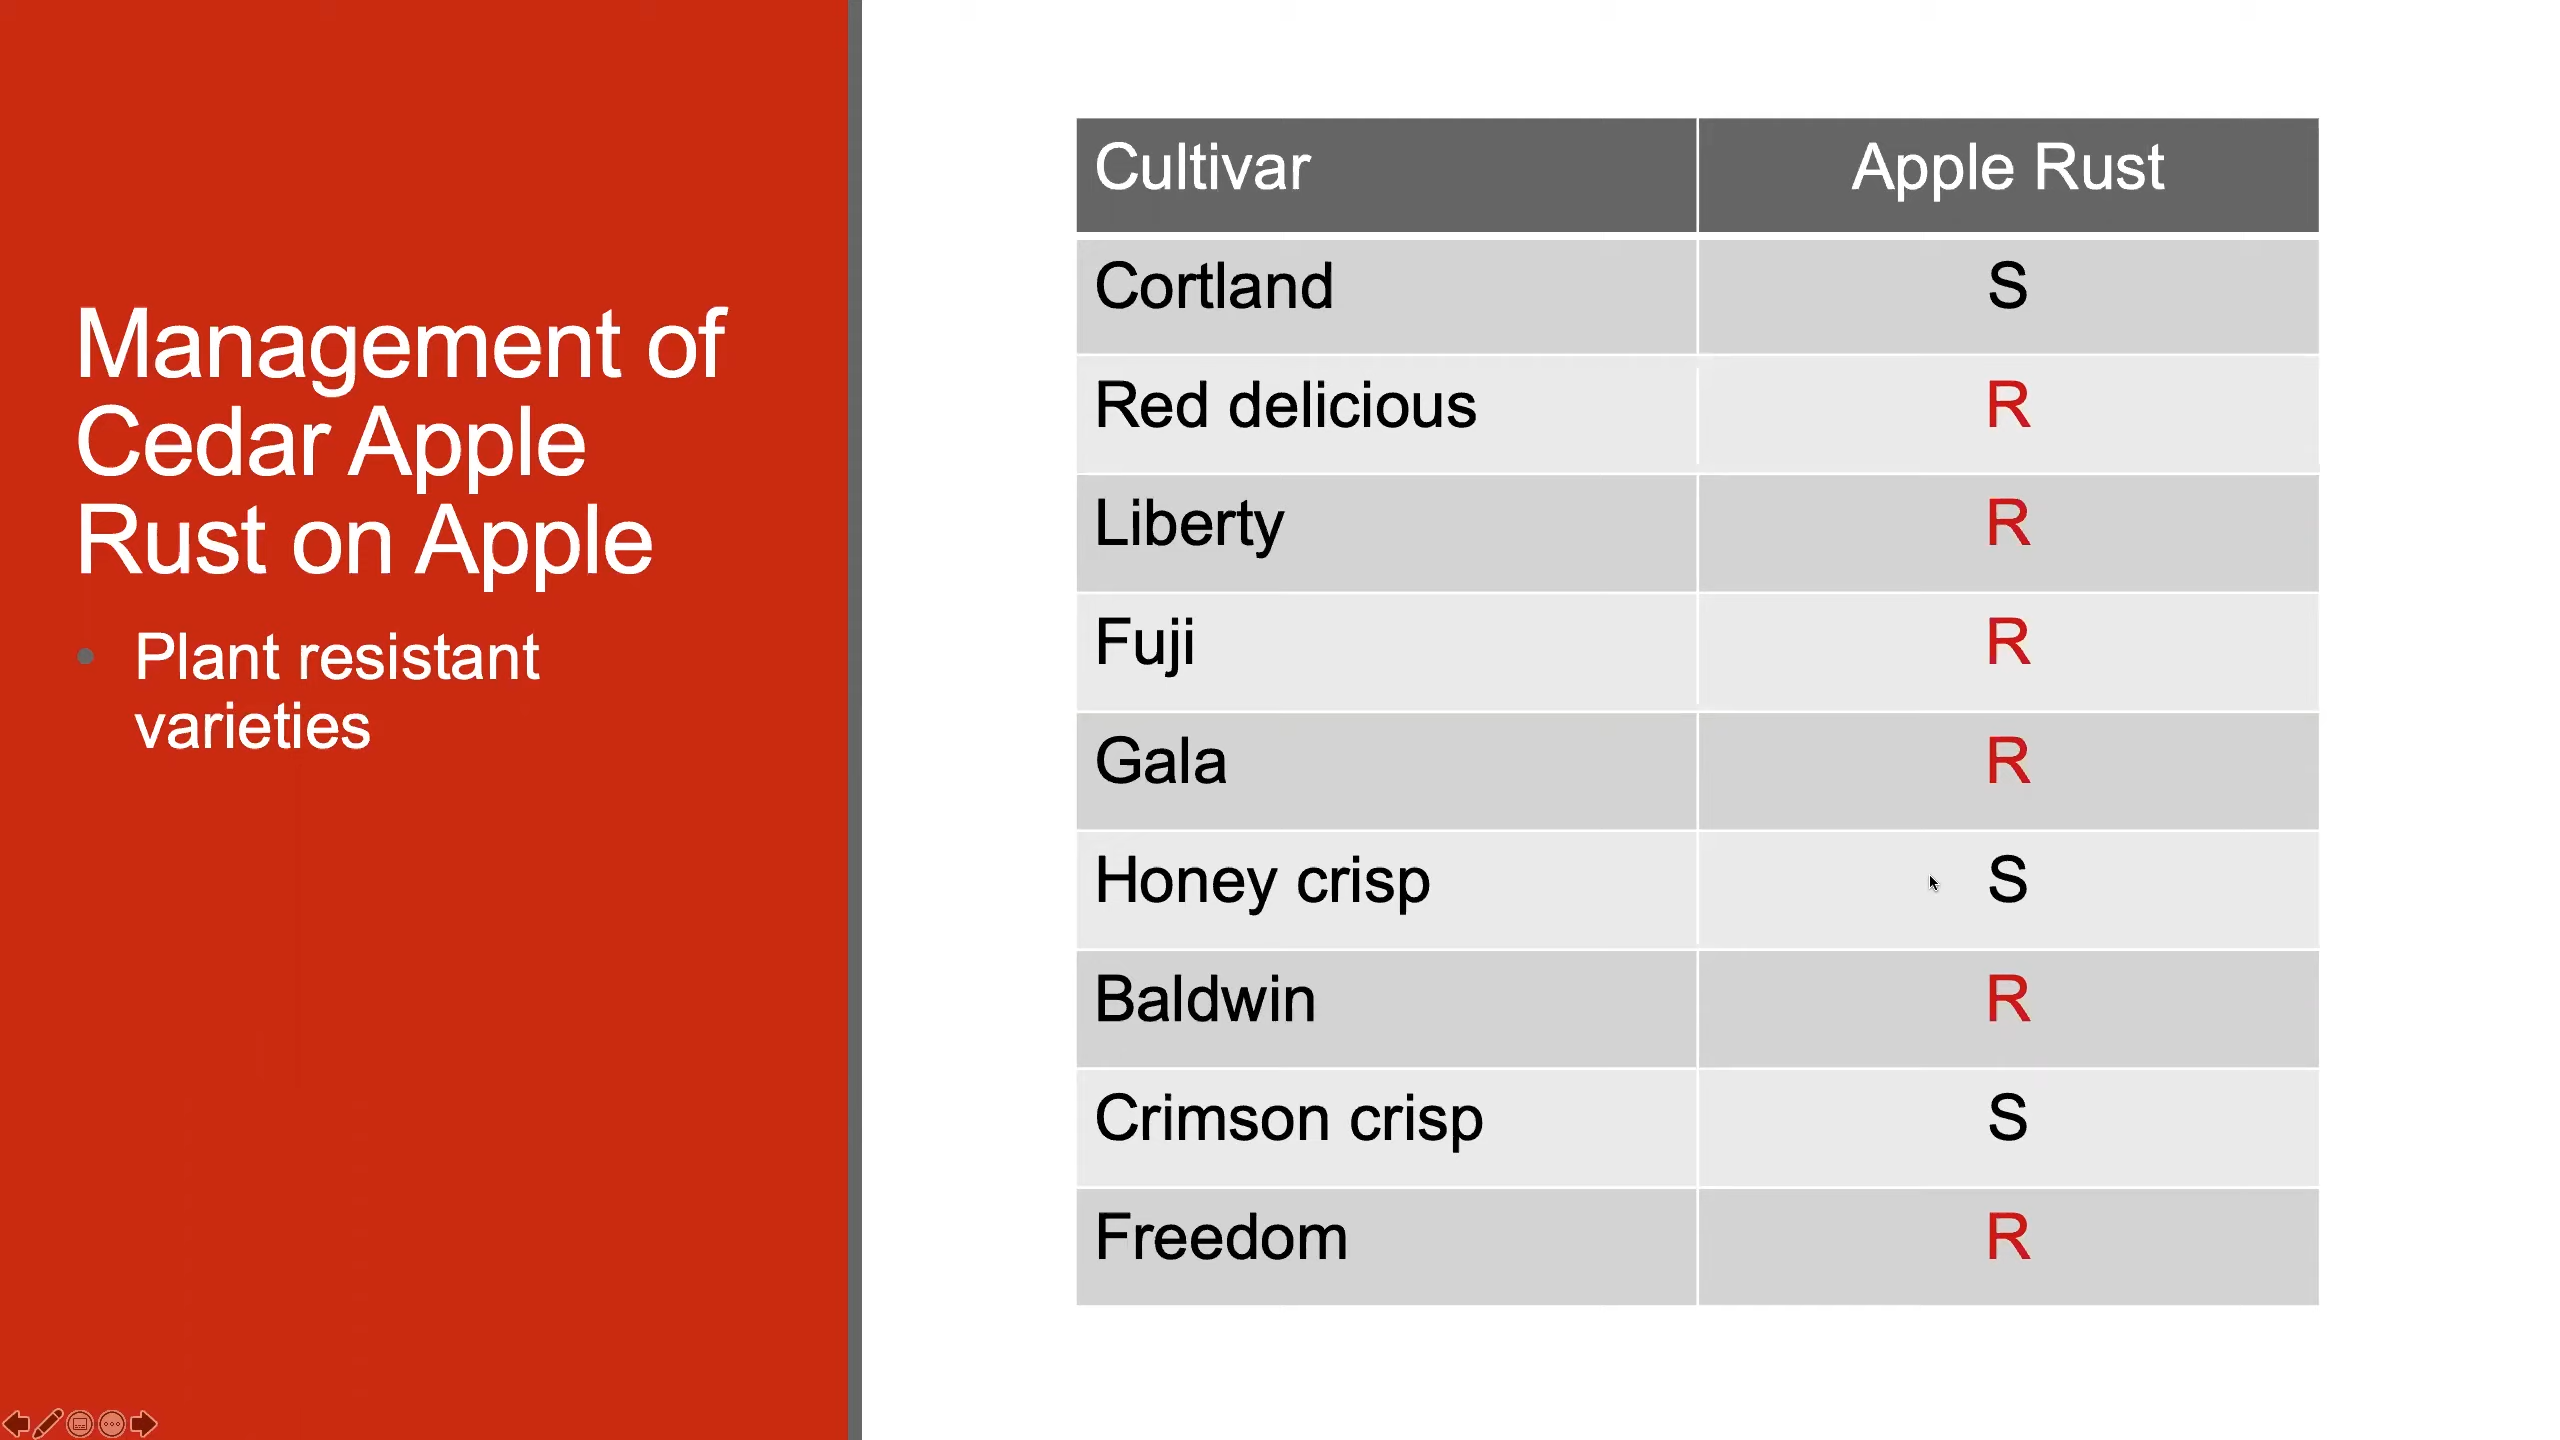 Management of
Cedar Apple
Rust on Apple
• Plant resistant
varieties
Cultivar Apple Rust
Cortland S
Red delicious R
Liberty R
Fuji R
Gala R
Honey crisp S
Baldwin R
Crimson crisp S
Freedom R